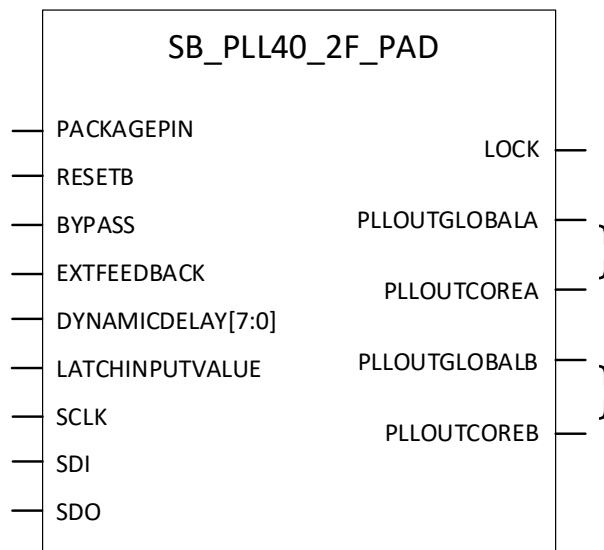 SB_PLL40_2F_PAD
PACKAGEPIN
RESETB
BYPASS
EXTFEEDBACK
DYNAMICDELAY[7:0]
LATCHINPUTVALUE
SCLK
SDI
SDO
LOCK
PLLOUTGLOBALA
PLLOUTCOREA
PLLOUTGLOBALB
PLLOUTCOREB